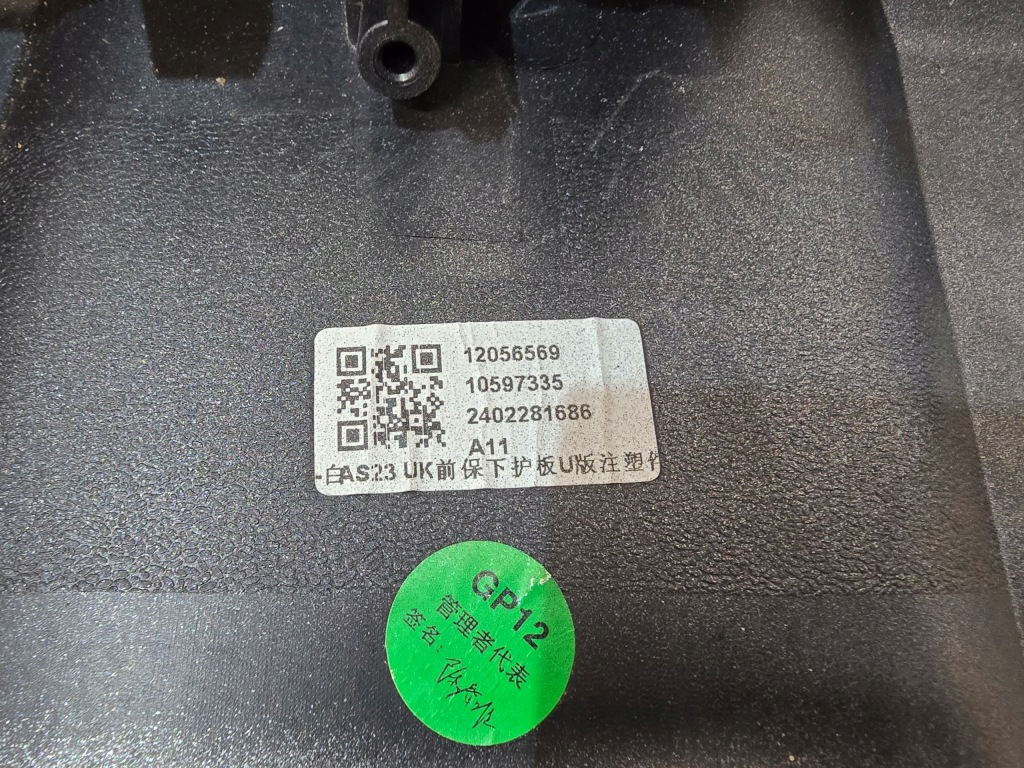 12056569
10597335
2402281686
A11
-白AS23 UK前保下护板U版注塑件
GP12
管理者代表
签名: